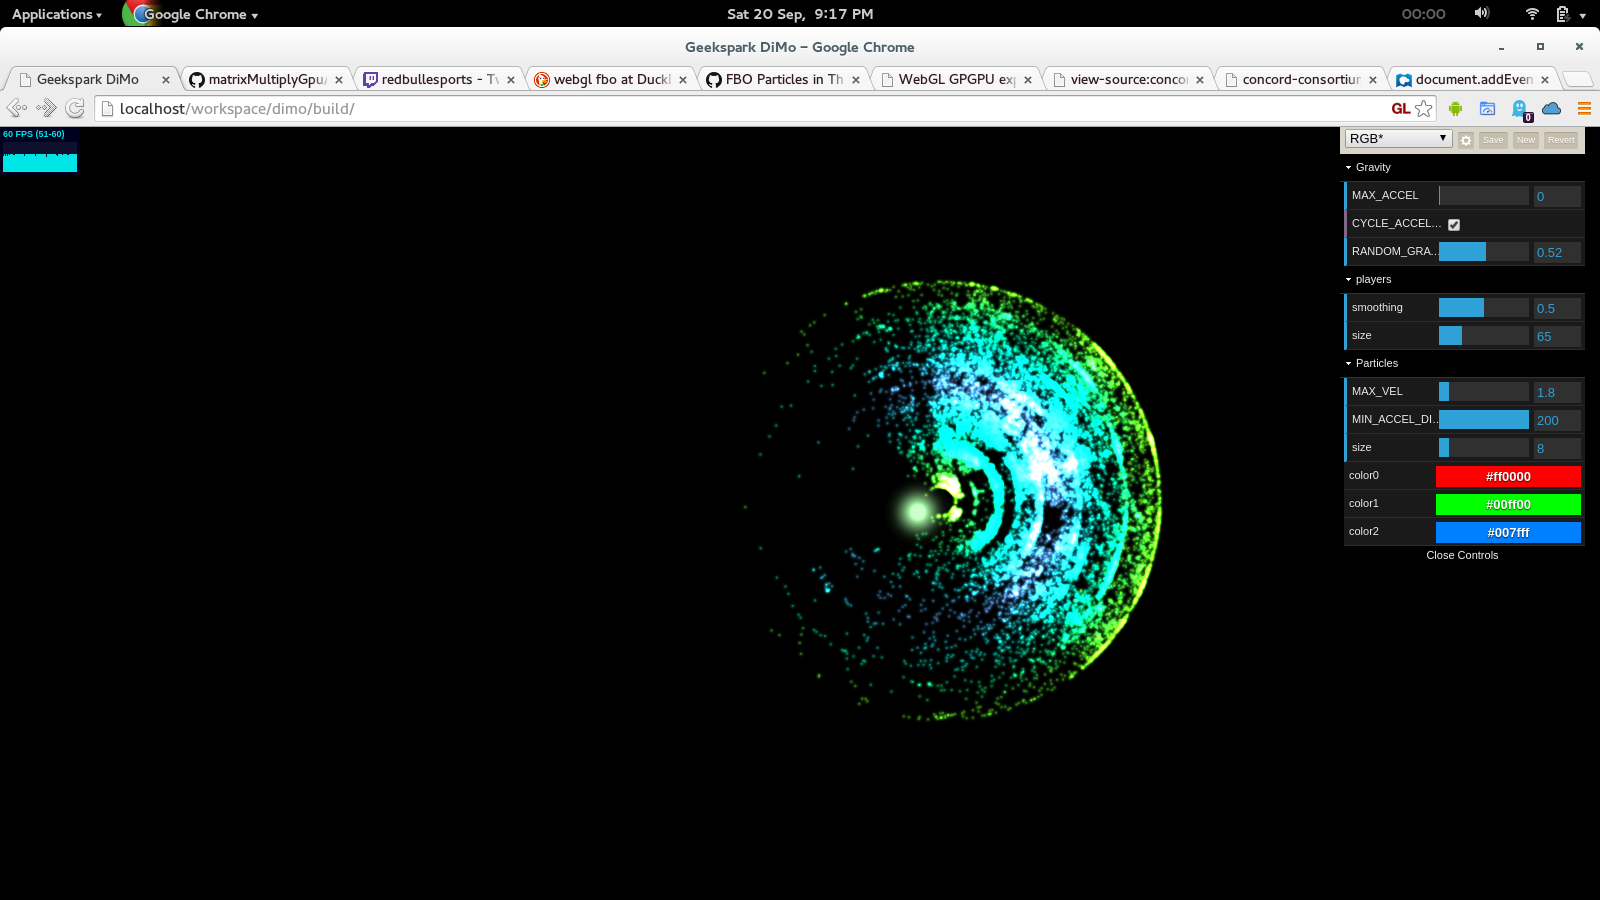 Applications Google Chrome Sat 20 Sep, 9:17 PM 00:00
Geekspark DiMo - Google Chrome
Geekspark DiMo matrixMultiplyGpu/ redbullesports - Tv webgl fbo at Duckl FBO Particles in Th WebGL GPGPU exp view-source:conco concord-consortiun document.addEven
localhost/workspace/dimo/build/ GL 0
60 FPS (51-60)
RGB* Save New Revert
Gravity
MAX_ACCEL 0
CYCLE_ACCEL...
RANDOM_GRA... 0.52
players
smoothing 0.5
size 65
Particles
MAX_VEL 1.8
MIN_ACCEL_DI... 200
size 8
color0 #ff0000
color1 #00ff00
color2 #007fff
Close Controls